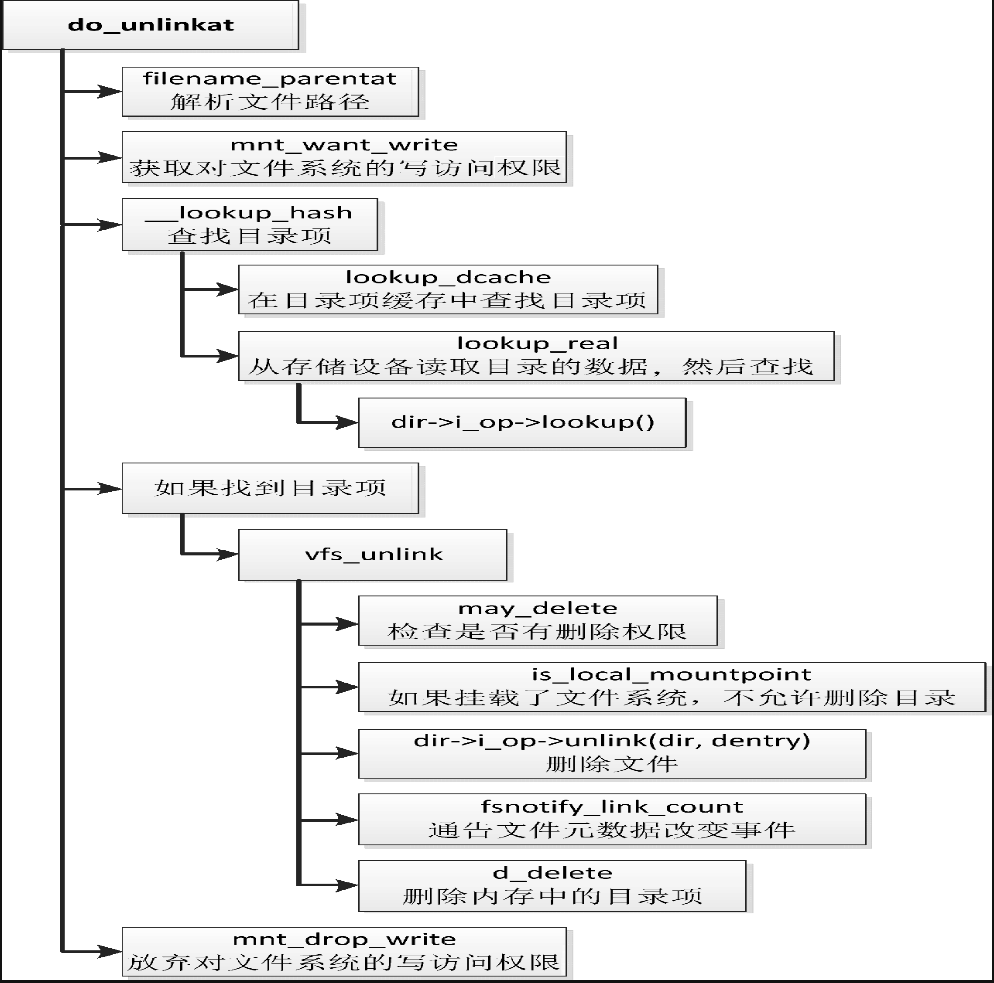 do_unlinkat
filename_parentat
解析文件路径
mnt_want_write
获取对文件系统的写访问权限
__lookup_hash
查找目录项
lookup_dcache
在目录项缓存中查找目录项
lookup_real
从存储设备读取目录的数据，然后查找
dir->i_op->lookup()
如果找到目录项
vfs_unlink
may_delete
检查是否有删除权限
is_local_mountpoint
如果挂载了文件系统，不允许删除目录
dir->i_op->unlink(dir, dentry)
删除文件
fsnotify_link_count
通告文件元数据改变事件
d_delete
删除内存中的目录项
mnt_drop_write
放弃对文件系统的写访问权限